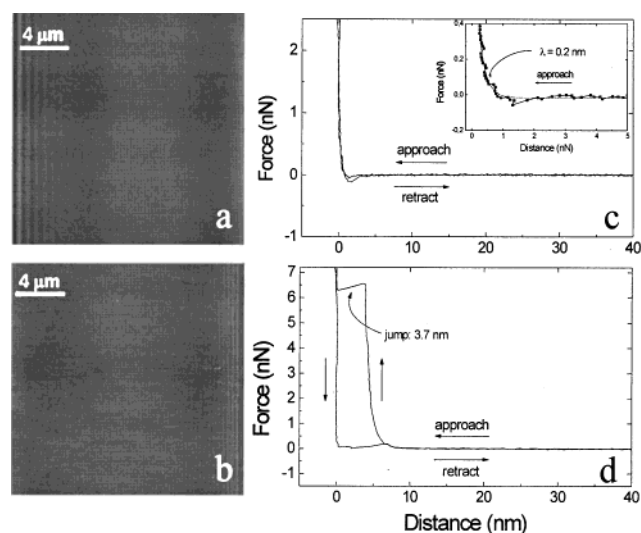 4 µm
a
4 µm
b
Force (nN)
2
1
0
-1
0
10
20
30
40
approach
retract
c
Force (nN)
0.4
0.2
0.0
-0.2
0
1
2
3
4
5
Distance (nN)
λ = 0.2 nm
approach
Force (nN)
7
6
5
4
3
2
1
0
-1
0
10
20
30
40
jump: 3.7 nm
approach
retract
d
Distance (nm)